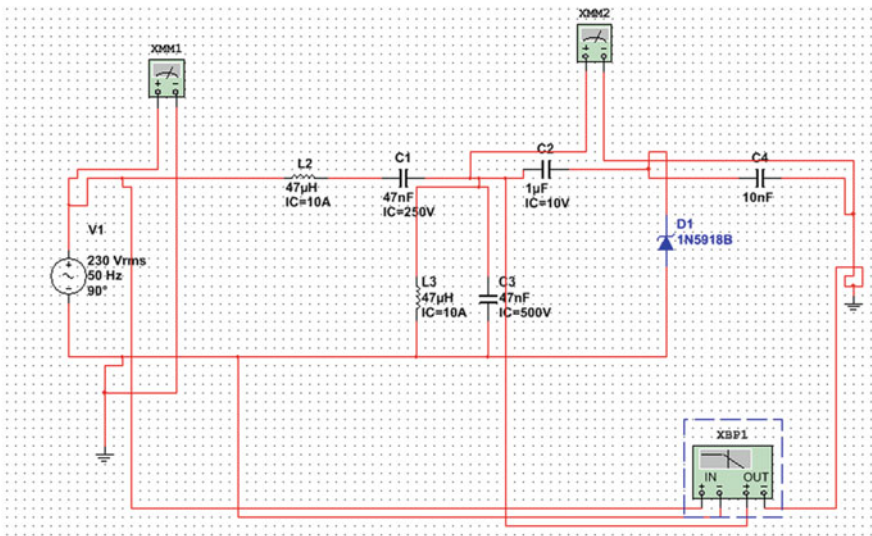 XMM1
XMM2
L2
47µH
IC=10A
C1
47nF
IC=250V
C2
1µF
IC=10V
C4
10nF
V1
230 Vrms
50 Hz
90°
D1
1N5918B
L3
47µH
IC=10A
C3
47nF
IC=500V
XBP1
IN OUT